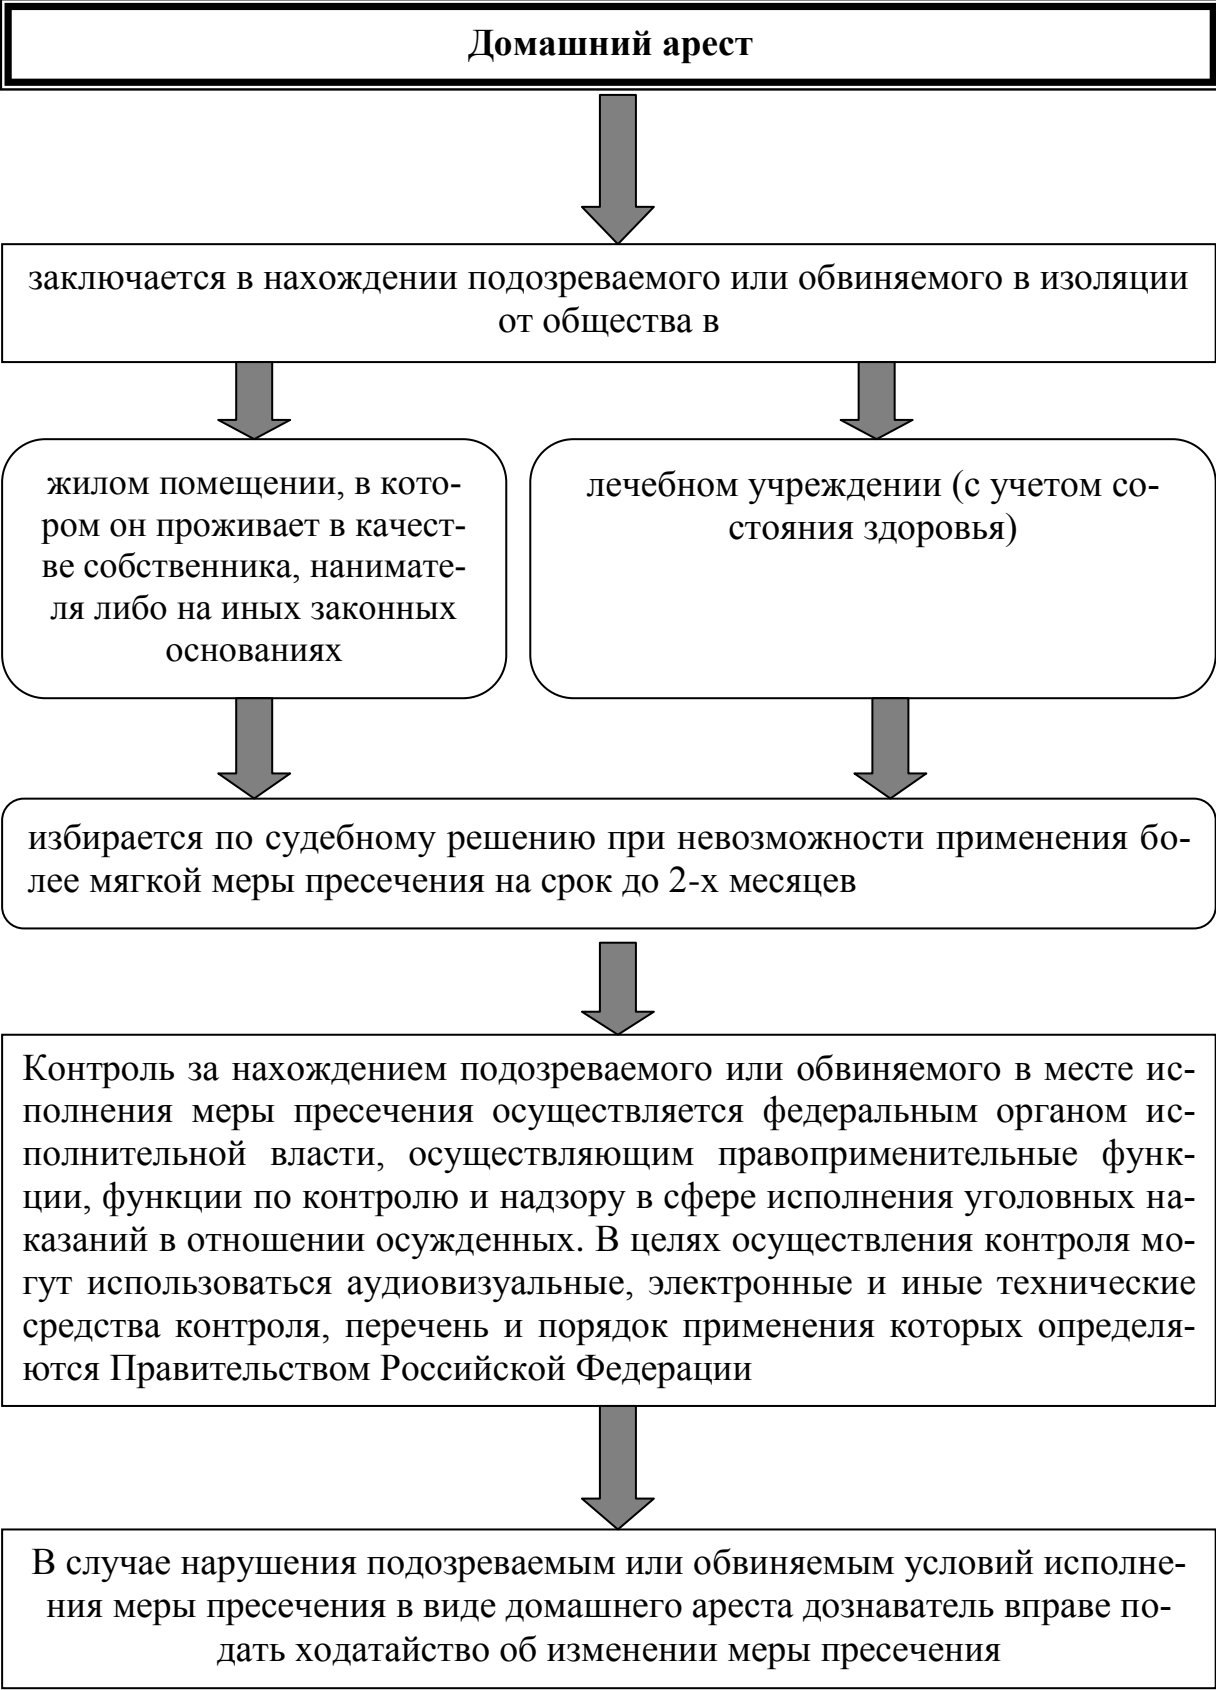 Домашний арест
заключается в нахождении подозреваемого или обвиняемого в изоляции
от общества в
жилом помещении, в кото-
ром он проживает в качест-
ве собственника, нанимате-
ля либо на иных законных
основаниях
лечебном учреждении (с учетом со-
стояния здоровья)
избирается по судебному решению при невозможности применения бо-
лее мягкой меры пресечения на срок до 2-х месяцев
Контроль за нахождением подозреваемого или обвиняемого в месте ис-
полнения меры пресечения осуществляется федеральным органом ис-
полнительной власти, осуществляющим правоприменительные функ-
ции, функции по контролю и надзору в сфере исполнения уголовных на-
казаний в отношении осужденных. В целях осуществления контроля мо-
гут использоваться аудиовизуальные, электронные и иные технические
средства контроля, перечень и порядок применения которых определя-
ются Правительством Российской Федерации
В случае нарушения подозреваемым или обвиняемым условий исполне-
ния меры пресечения в виде домашнего ареста дознаватель вправе по-
дать ходатайство об изменении меры пресечения